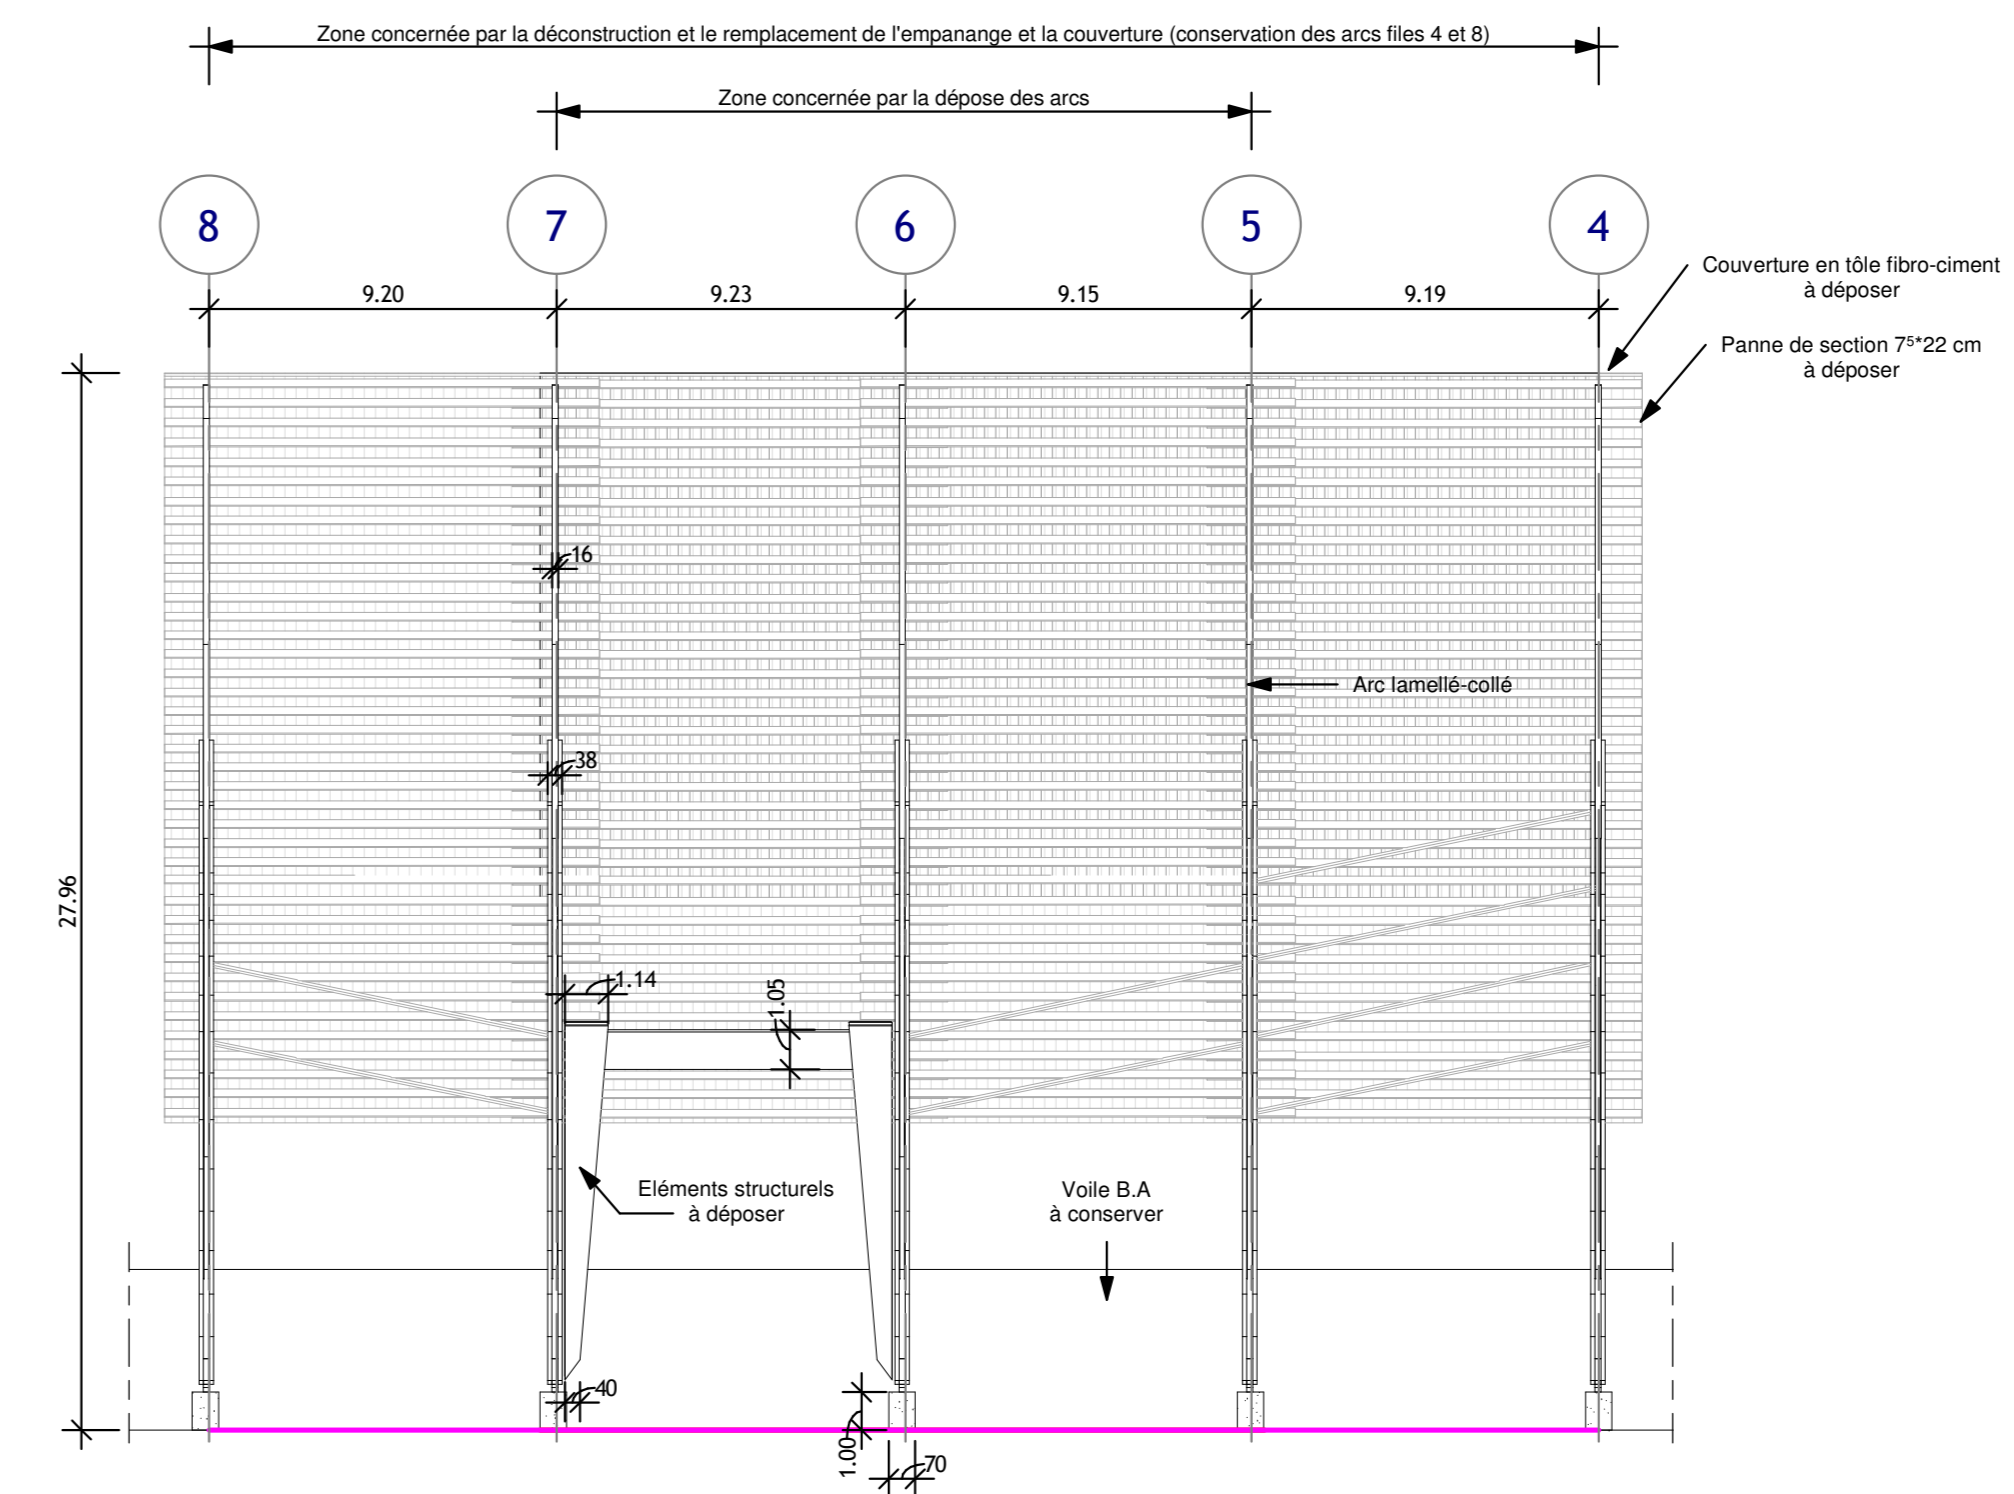 Zone concernée par la déconstruction et le remplacement de l'empanange et la couverture (conservation des arcs files 4 et 8)
Zone concernée par la dépose des arcs
8
7
6
5
4
9.20
9.23
9.15
9.19
Couverture en tôle fibro-ciment
à déposer
Panne de section 7⁵*22 cm
à déposer
16
Arc lamellé-collé
38
27.96
1.14
1.05
Eléments structurels
à déposer
Voile B.A
à conserver
40
1.00
70